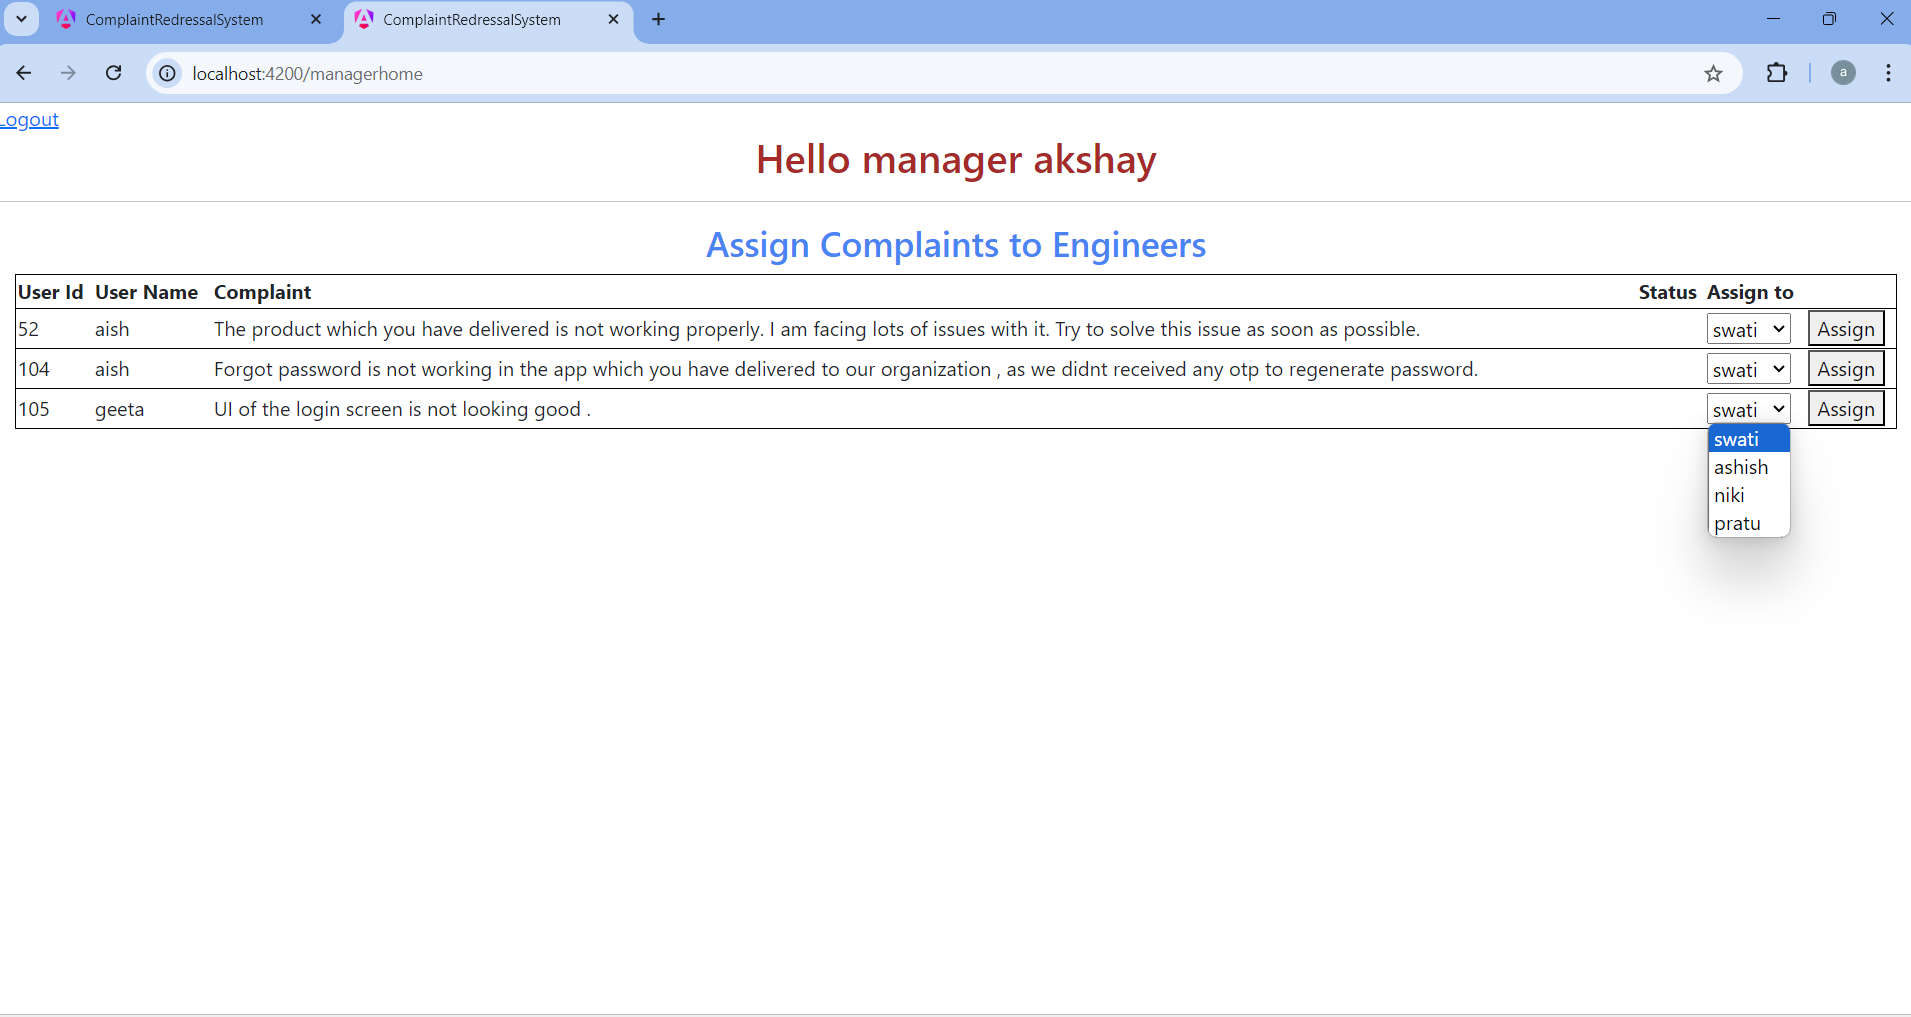 ComplaintRedressalSystem ComplaintRedressalSystem
localhost:4200/managerhome a
Logout
Hello manager akshay
Assign Complaints to Engineers
User Id User Name Complaint Status Assign to
52 aish The product which you have delivered is not working properly. I am facing lots of issues with it. Try to solve this issue as soon as possible. swati Assign
104 aish Forgot password is not working in the app which you have delivered to our organization , as we didnt received any otp to regenerate password. swati Assign
105 geeta UI of the login screen is not looking good . swati Assign
swati
ashish
niki
pratu